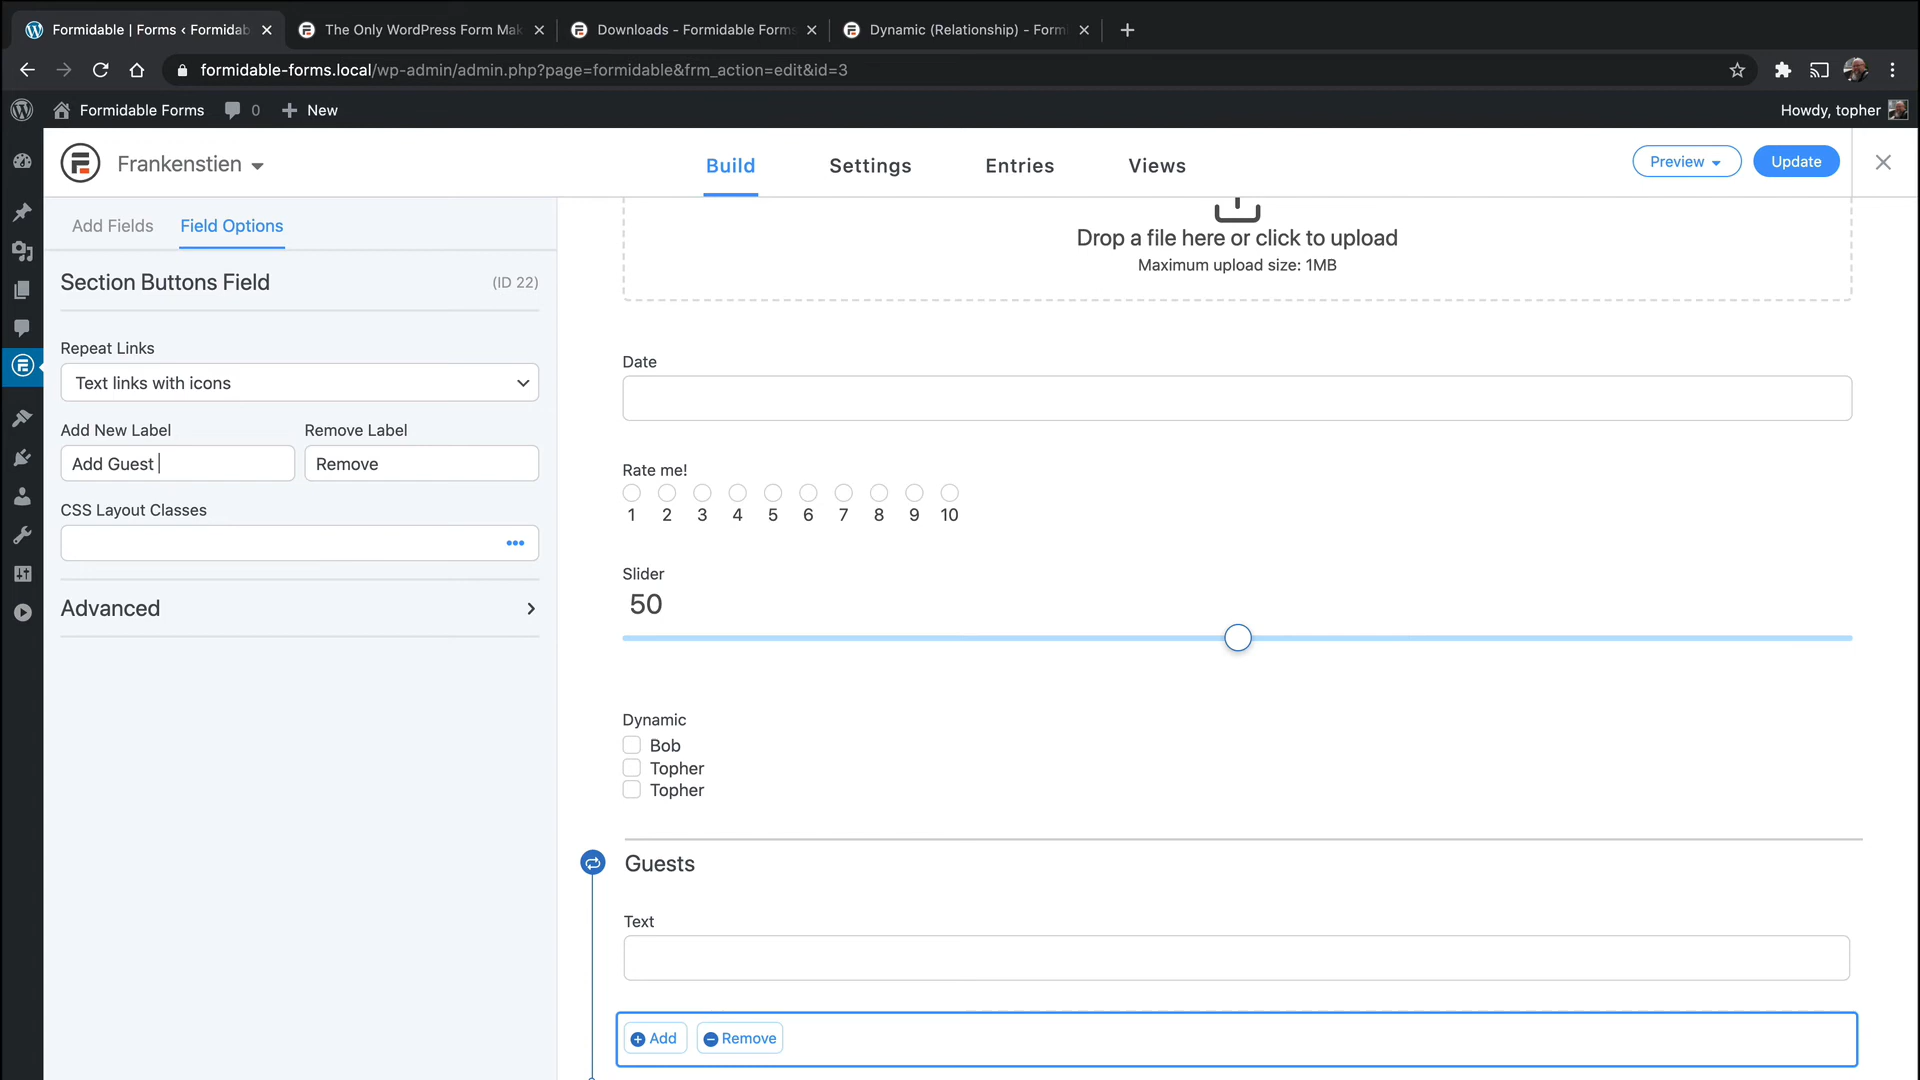 Formidable | Forms ‹ Formidab
The Only WordPress Form Mak
Downloads - Formidable Forms
Dynamic (Relationship) - Form
formidable-forms.local/wp-admin/admin.php?page=formidable&frm_action=edit&id=3
Formidable Forms
0
New
Howdy, topher
Frankenstien
Build
Settings
Entries
Views
Preview
Update
Add Fields
Field Options
Section Buttons Field
(ID 22)
Repeat Links
Text links with icons
Add New Label
Remove Label
Add Guest
Remove
CSS Layout Classes
Advanced
Drop a file here or click to upload
Maximum upload size: 1MB
Date
Rate me!
1 2 3 4 5 6 7 8 9 10
Slider
50
Dynamic
Bob
Topher
Topher
Guests
Text
Add
Remove